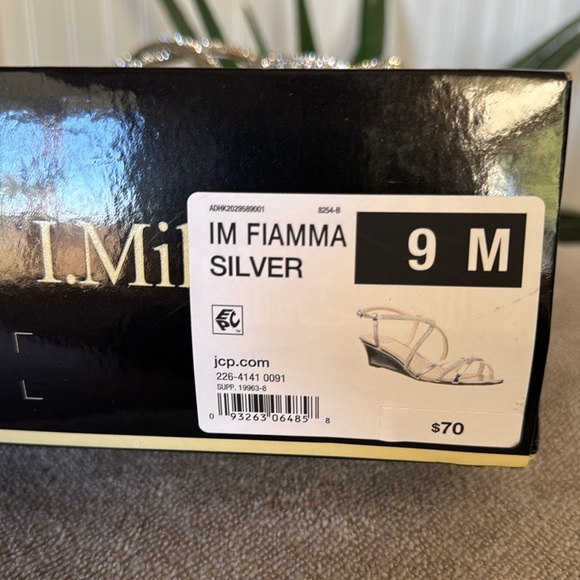 I.Mil
ADHK2029589001 8254-B
IM FIAMMA
SILVER
9 M
EPC
jcp.com
226-4141 0091
SUPP. 19963-8
0 93263 06485 8
$70